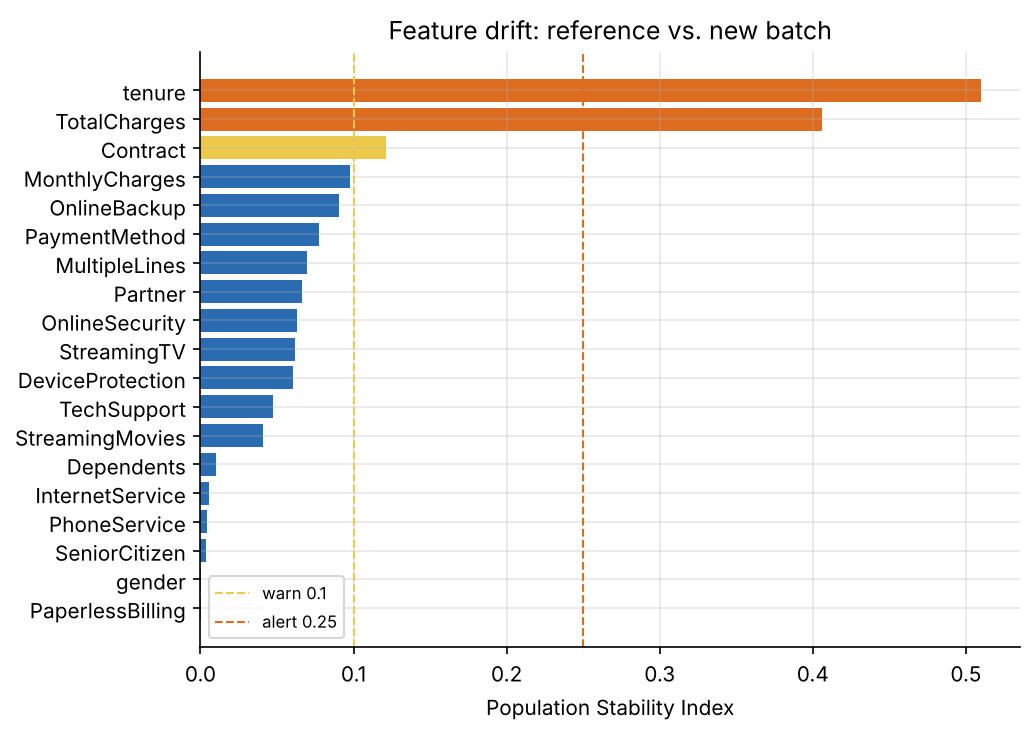 Feature drift: reference vs. new batch
tenure
TotalCharges
Contract
MonthlyCharges
OnlineBackup
PaymentMethod
MultipleLines
Partner
OnlineSecurity
StreamingTV
DeviceProtection
TechSupport
StreamingMovies
Dependents
InternetService
PhoneService
SeniorCitizen
gender
PaperlessBilling
warn 0.1
alert 0.25
0.0 0.1 0.2 0.3 0.4 0.5
Population Stability Index